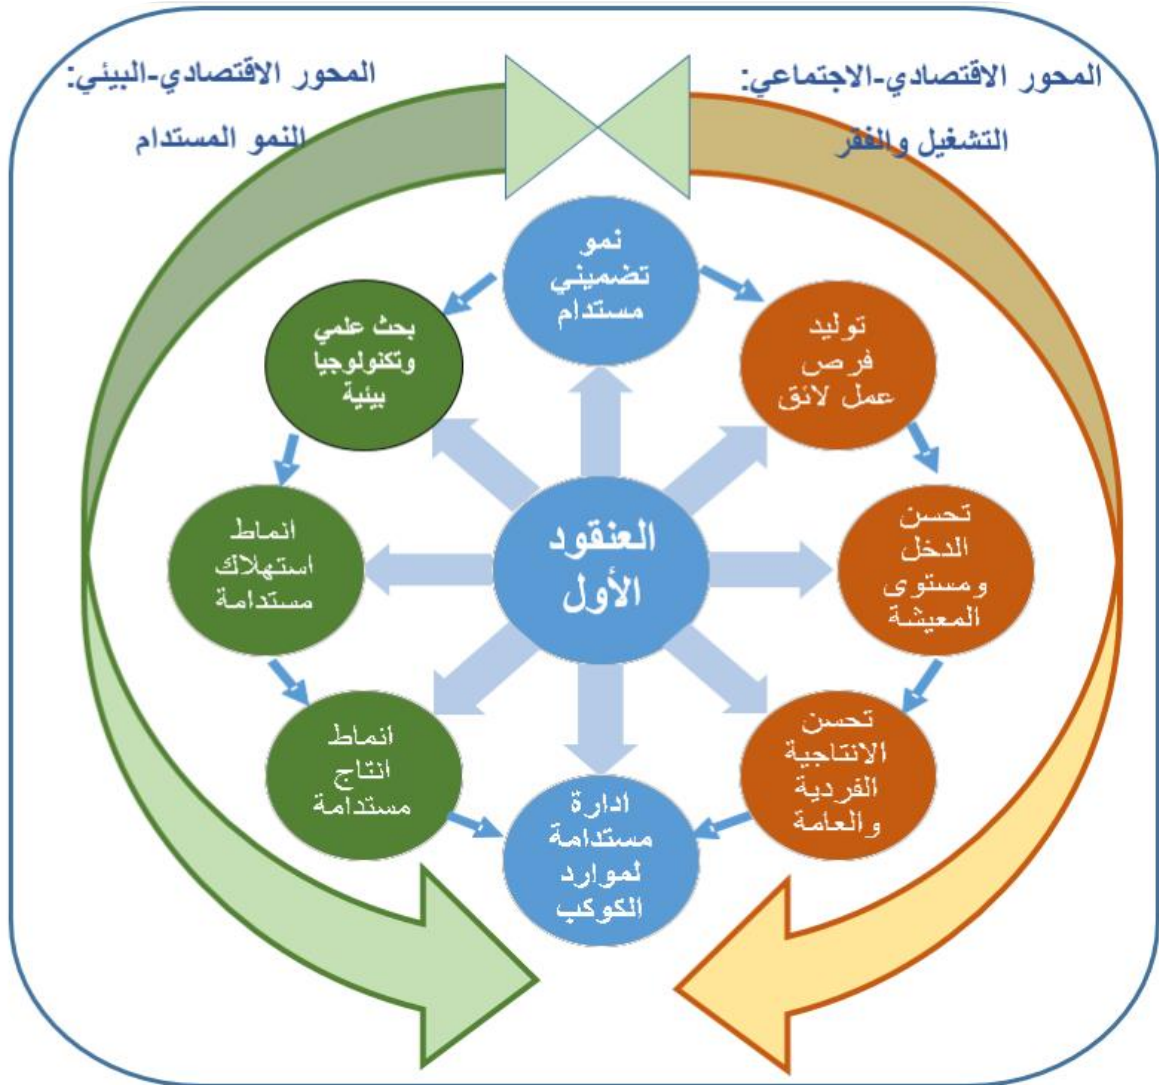 المحور الاقتصادي-الاجتماعي:
التشغيل والفقر
المحور الاقتصادي-البيئي:
النمو المستدام
نمو
تضميني
مستدام
توليد
فرص
عمل لائق
تحسن
الدخل
ومستوى
المعيشة
تحسن
الانتاجية
الفردية
والعامة
ادارة
مستدامة
لموارد
الكوكب
بحث علمي
وتكنولوجيا
بيئية
انماط
استهلاك
مستدامة
انماط
انتاج
مستدامة
العنقود
الأول